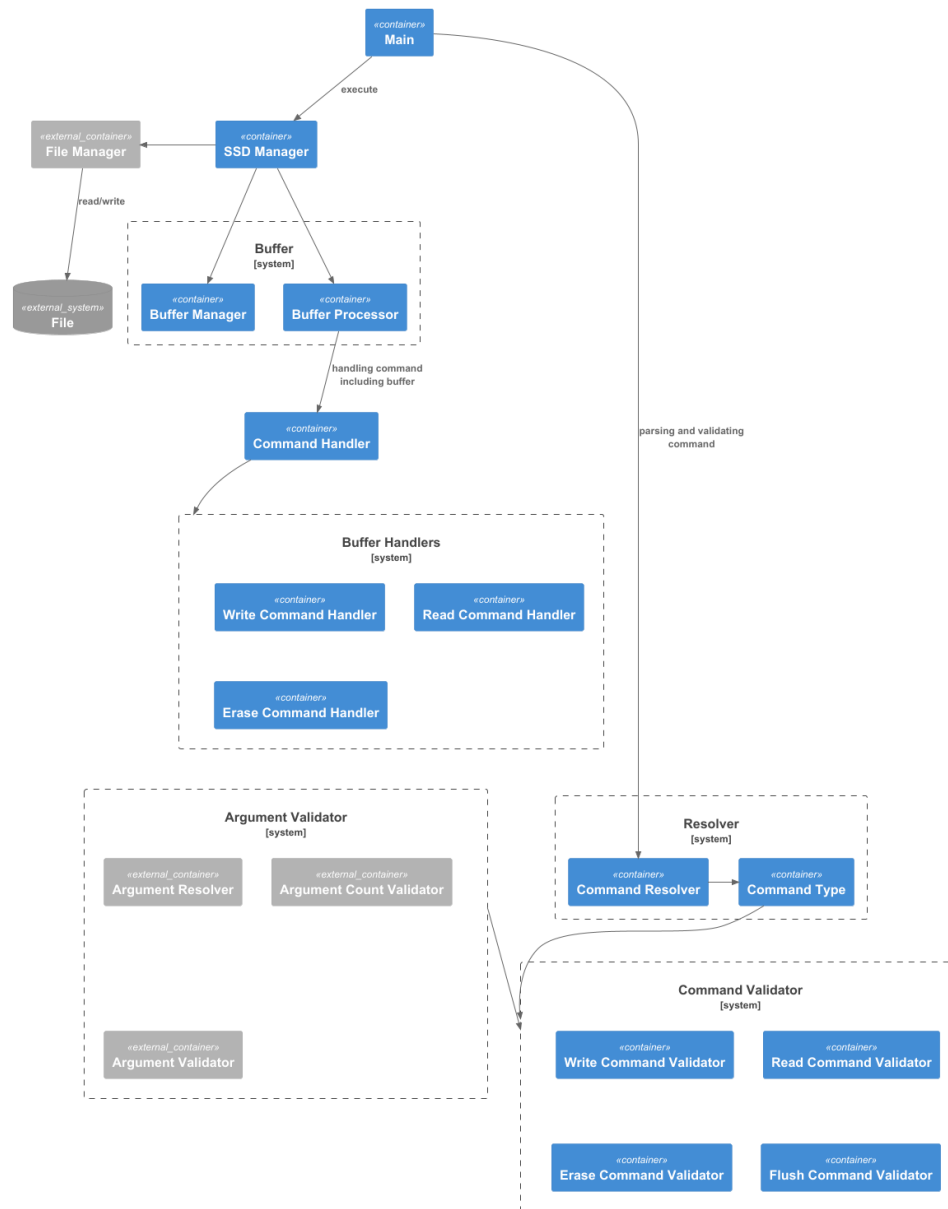 «container»
Main
execute
«external_container»
File Manager
«container»
SSD Manager
read/write
Buffer
[system]
«external_system»
File
«container»
Buffer Manager
«container»
Buffer Processor
handling command
including buffer
«container»
Command Handler
parsing and validating
command
Buffer Handlers
[system]
«container»
Write Command Handler
«container»
Read Command Handler
«container»
Erase Command Handler
Argument Validator
[system]
«external_container»
Argument Resolver
«external_container»
Argument Count Validator
«external_container»
Argument Validator
Resolver
[system]
«container»
Command Resolver
«container»
Command Type
Command Validator
[system]
«container»
Write Command Validator
«container»
Read Command Validator
«container»
Erase Command Validator
«container»
Flush Command Validator